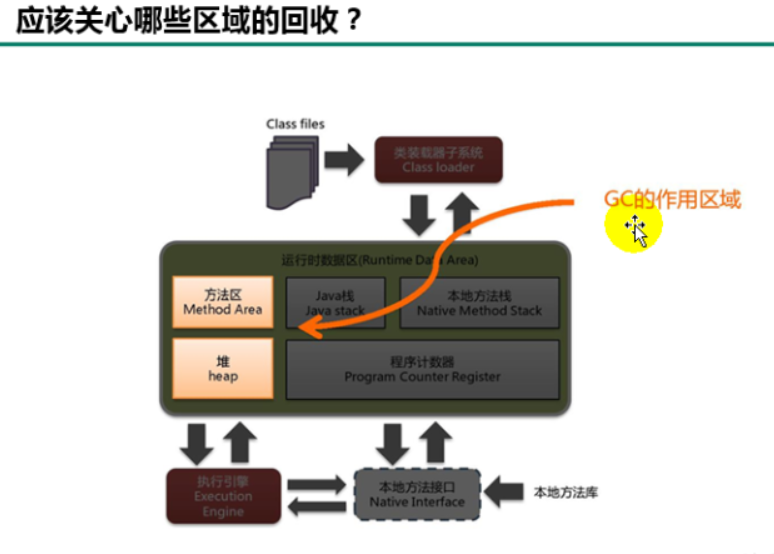 应该关心哪些区域的回收？
Class files
类装载器子系统
Class loader
GC的作用区域
运行时数据区(Runtime Data Area)
方法区
Method Area
Java栈
Java stack
本地方法栈
Native Method Stack
堆
heap
程序计数器
Program Counter Register
执行引擎
Execution
Engine
本地方法接口
Native Interface
本地方法库